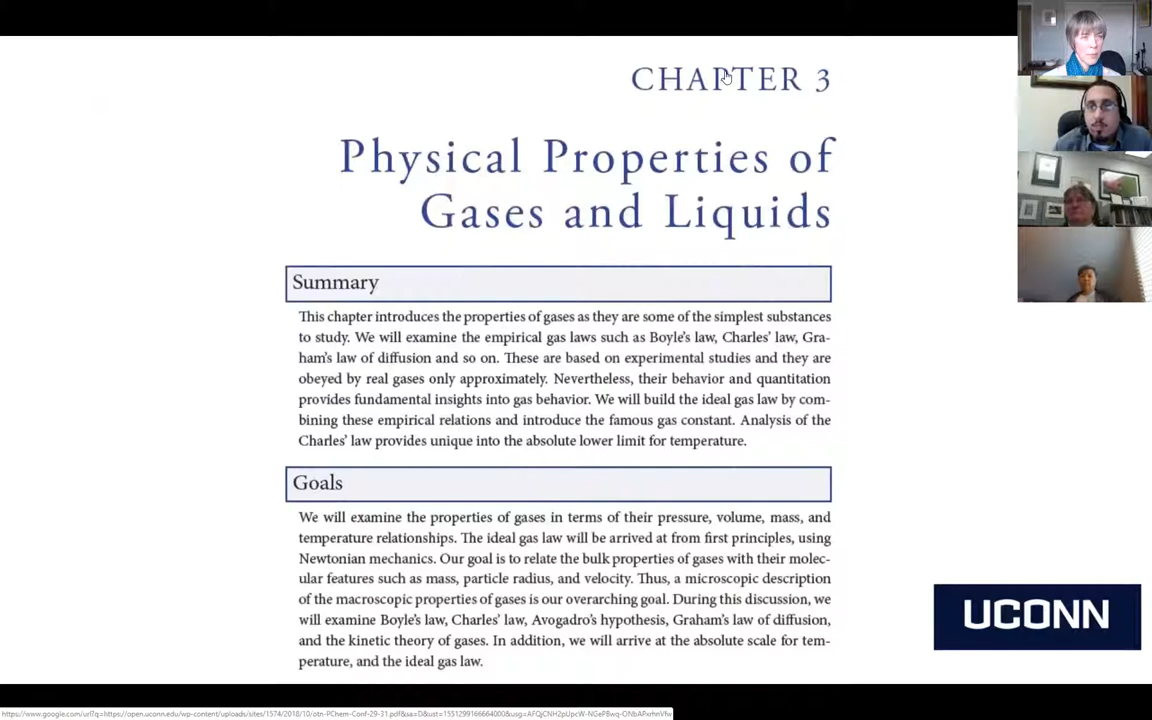 CHAPTER 3
Physical Properties of
Gases and Liquids
Summary
This chapter introduces the properties of gases as they are some of the simplest substances
to study. We will examine the empirical gas laws such as Boyle's law, Charles' law, Gra-
ham's law of diffusion and so on. These are based on experimental studies and they are
obeyed by real gases only approximately. Nevertheless, their behavior and quantitation
provides fundamental insights into gas behavior. We will build the ideal gas law by com-
bining these empirical relations and introduce the famous gas constant. Analysis of the
Charles' law provides unique into the absolute lower limit for temperature.
Goals
We will examine the properties of gases in terms of their pressure, volume, mass, and
temperature relationships. The ideal gas law will be arrived at from first principles, using
Newtonian mechanics. Our goal is to relate the bulk properties of gases with their molec-
ular features such as mass, particle radius, and velocity. Thus, a microscopic description
of the macroscopic properties of gases is our overarching goal. During this discussion, we
will examine Boyle's law, Charles' law, Avogadro's hypothesis, Graham's law of diffusion,
and the kinetic theory of gases. In addition, we will arrive at the absolute scale for tem-
perature, and the ideal gas law.
UCONN